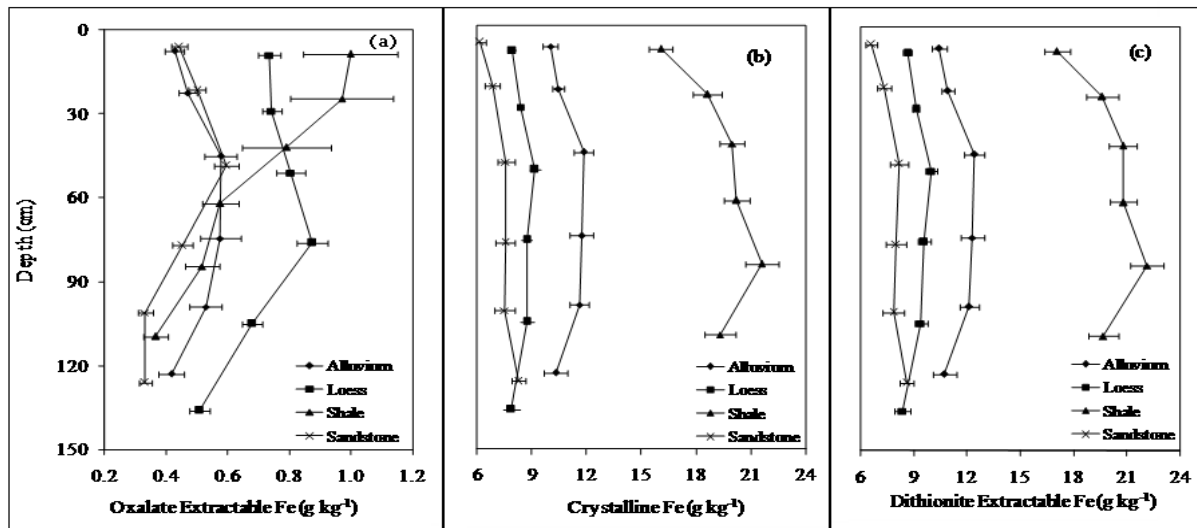 0
30
60
90
120
150
Depth (cm)
(a)
Alluvium
Loess
Shale
Sandstone
0.2 0.4 0.6 0.8 1.0 1.2
Oxalate Extractable Fe (g kg-1)
(b)
Alluvium
Loess
Shale
Sandstone
6 9 12 15 18 21 24
Crystalline Fe (g kg-1)
(c)
Alluvium
Loess
Shale
Sandstone
6 9 12 15 18 21 24
Dithionite Extractable Fe (g kg-1)